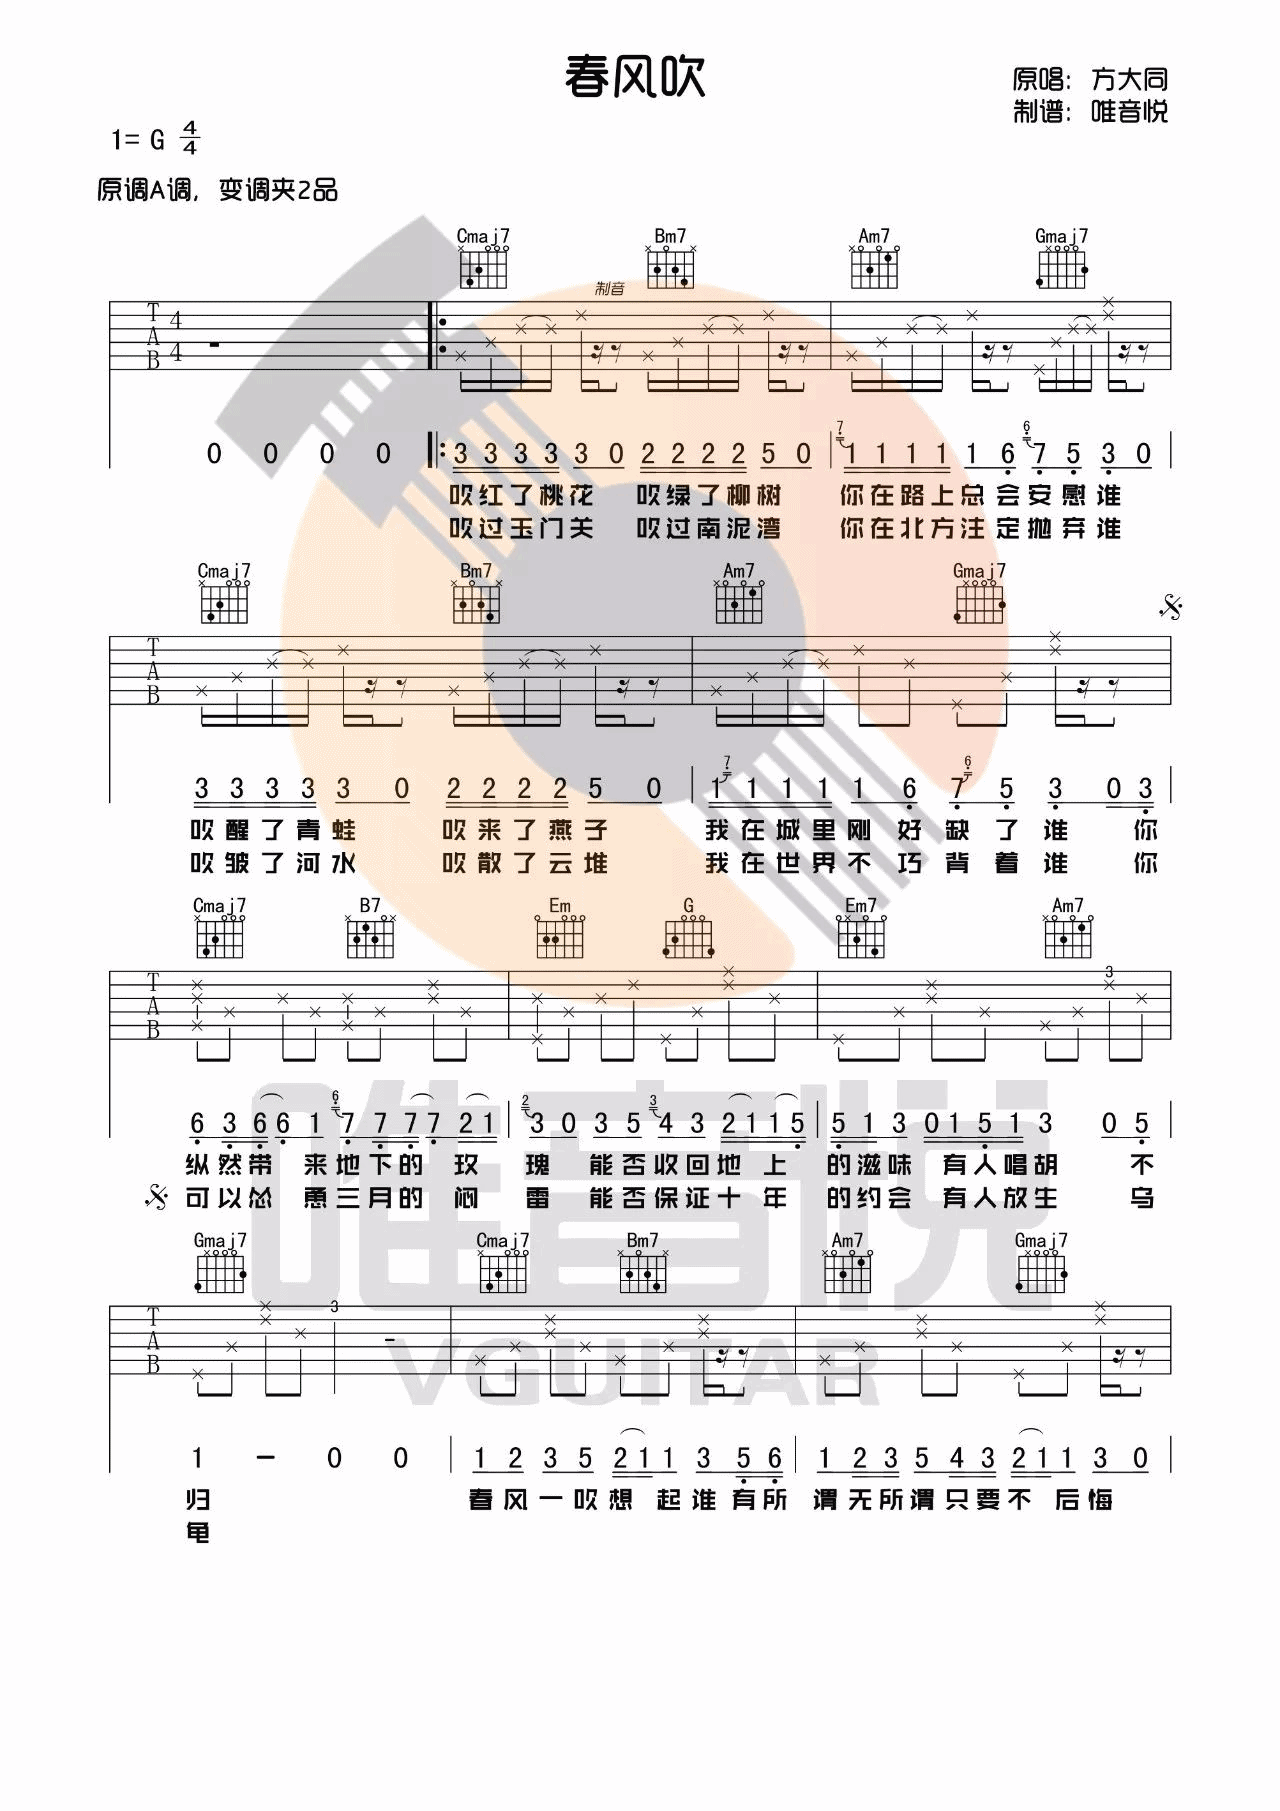 春风吹
原唱：方大同
制谱：唯音悦
1= G 4/4
原调A调，变调夹2品
Cmaj7 Bm7 Am7 Gmaj7
制音
T A B 4 4
7 6
0 0 0 0 3 3 3 3 3 0 2 2 2 2 5 0 1 1 1 1 1 6 7 5 3 0
吹红了桃花 吹绿了柳树 你在路上总会安慰谁
吹过玉门关 吹过南泥湾 你在北方注定抛弃谁
Cmaj7 Bm7 Am7 Gmaj7
T A B
7 6
3 3 3 3 3 0 2 2 2 2 5 0 1 1 1 1 1 6 7 5 3 0 3
吹醒了青蛙 吹来了燕子 我在城里刚好缺了谁 你
吹皱了河水 吹散了云堆 我在世界不巧背着谁 你
Cmaj7 B7 Em G Em7 Am7
3
T A B
6 2 3
6 3 6 6 1 7 7 7 7 2 1 3 0 3 5 4 3 2 1 1 5 5 1 3 0 1 5 1 3 0 5
纵然带 来地下的玫 瑰 能否收回地上 的滋味 有人唱胡 不
可以怂 恿三月的闷 雷 能否保证十年 的约会 有人放生 乌
Gmaj7 Cmaj7 Bm7 Am7 Gmaj7
3
T A B
1 - 0 0 1 2 3 5 2 1 1 3 5 6 1 2 3 5 4 3 2 1 1 3 0
归 春风一吹想 起谁有所 谓无所谓只要不 后悔
龟
唯音悦
VGUITAR